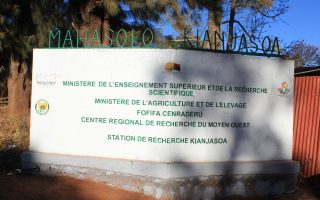 MAHASOLO KIANJASOA
MINISTERE DE L'ENSEIGNEMENT SUPERIEUR ET DE LA RECHERCHE
SCIENTIFIQUE
MINISTERE DE L'AGRICULTURE ET DE L'ELEVAGE
FOFIFA CENRADERU
CENTRE REGIONAL DE RECHERCHE DU MOYEN OUEST
STATION DE RECHERCHE KIANJASOA